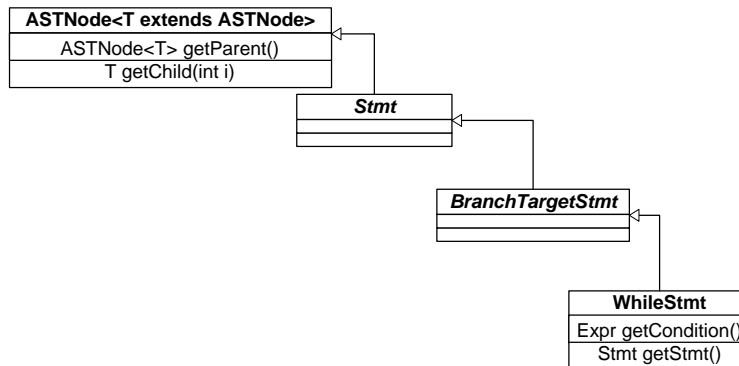 ASTNode<T extends ASTNode>
ASTNode<T> getParent()
T getChild(int i)
Stmt
BranchTargetStmt
WhileStmt
Expr getCondition()
Stmt getStmt()